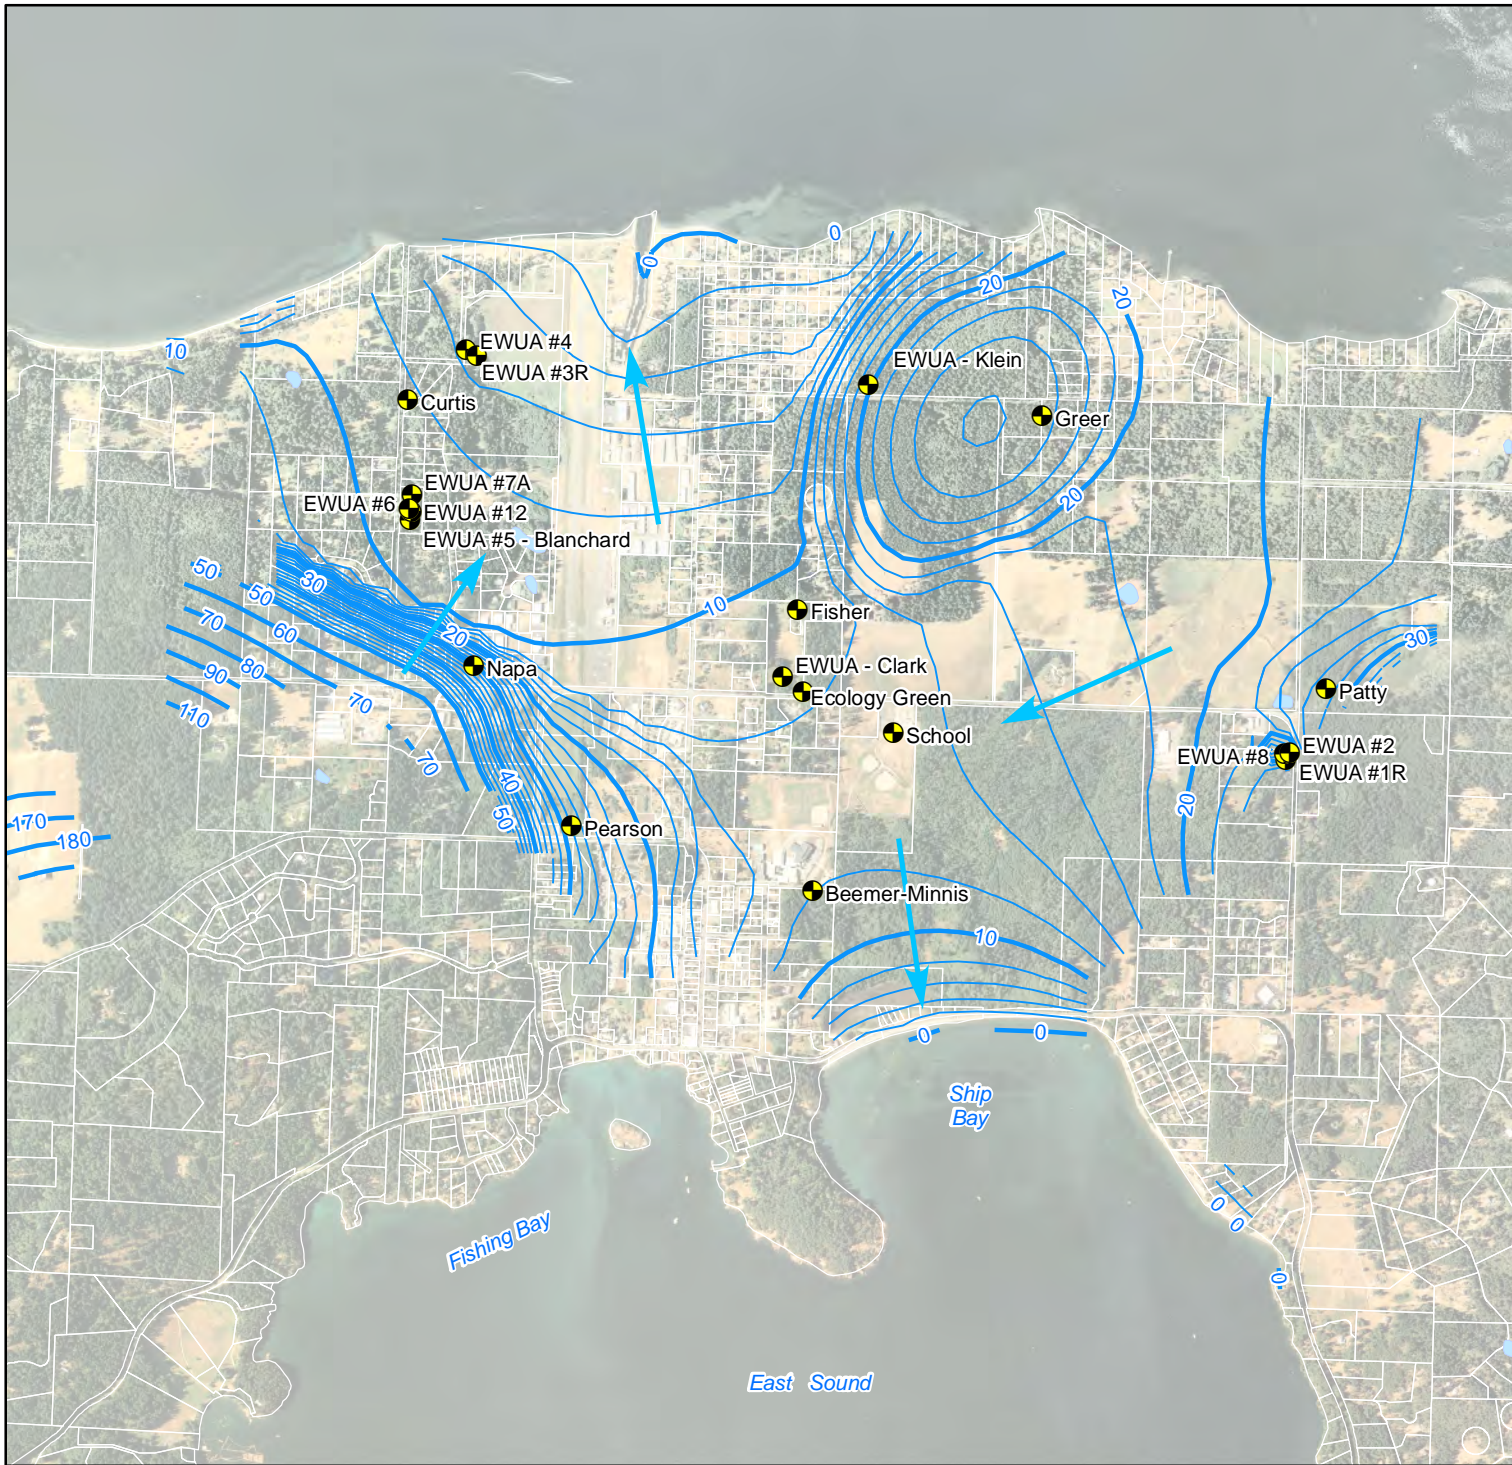 0
0
20
20
10
EWUA #4
EWUA #3R
EWUA - Klein
Curtis
Greer
EWUA #7A
EWUA #6
EWUA #12
EWUA #5 - Blanchard
20
50
50
30
70
60
20
10
Fisher
30
90
80
70
Napa
EWUA - Clark
Ecology Green
Patty
110
70
School
EWUA #2
EWUA #8
EWUA #1R
40
50
20
170
180
Pearson
Beemer-Minnis
10
0
0
Ship
Bay
0
0
Fishing Bay
0
East Sound